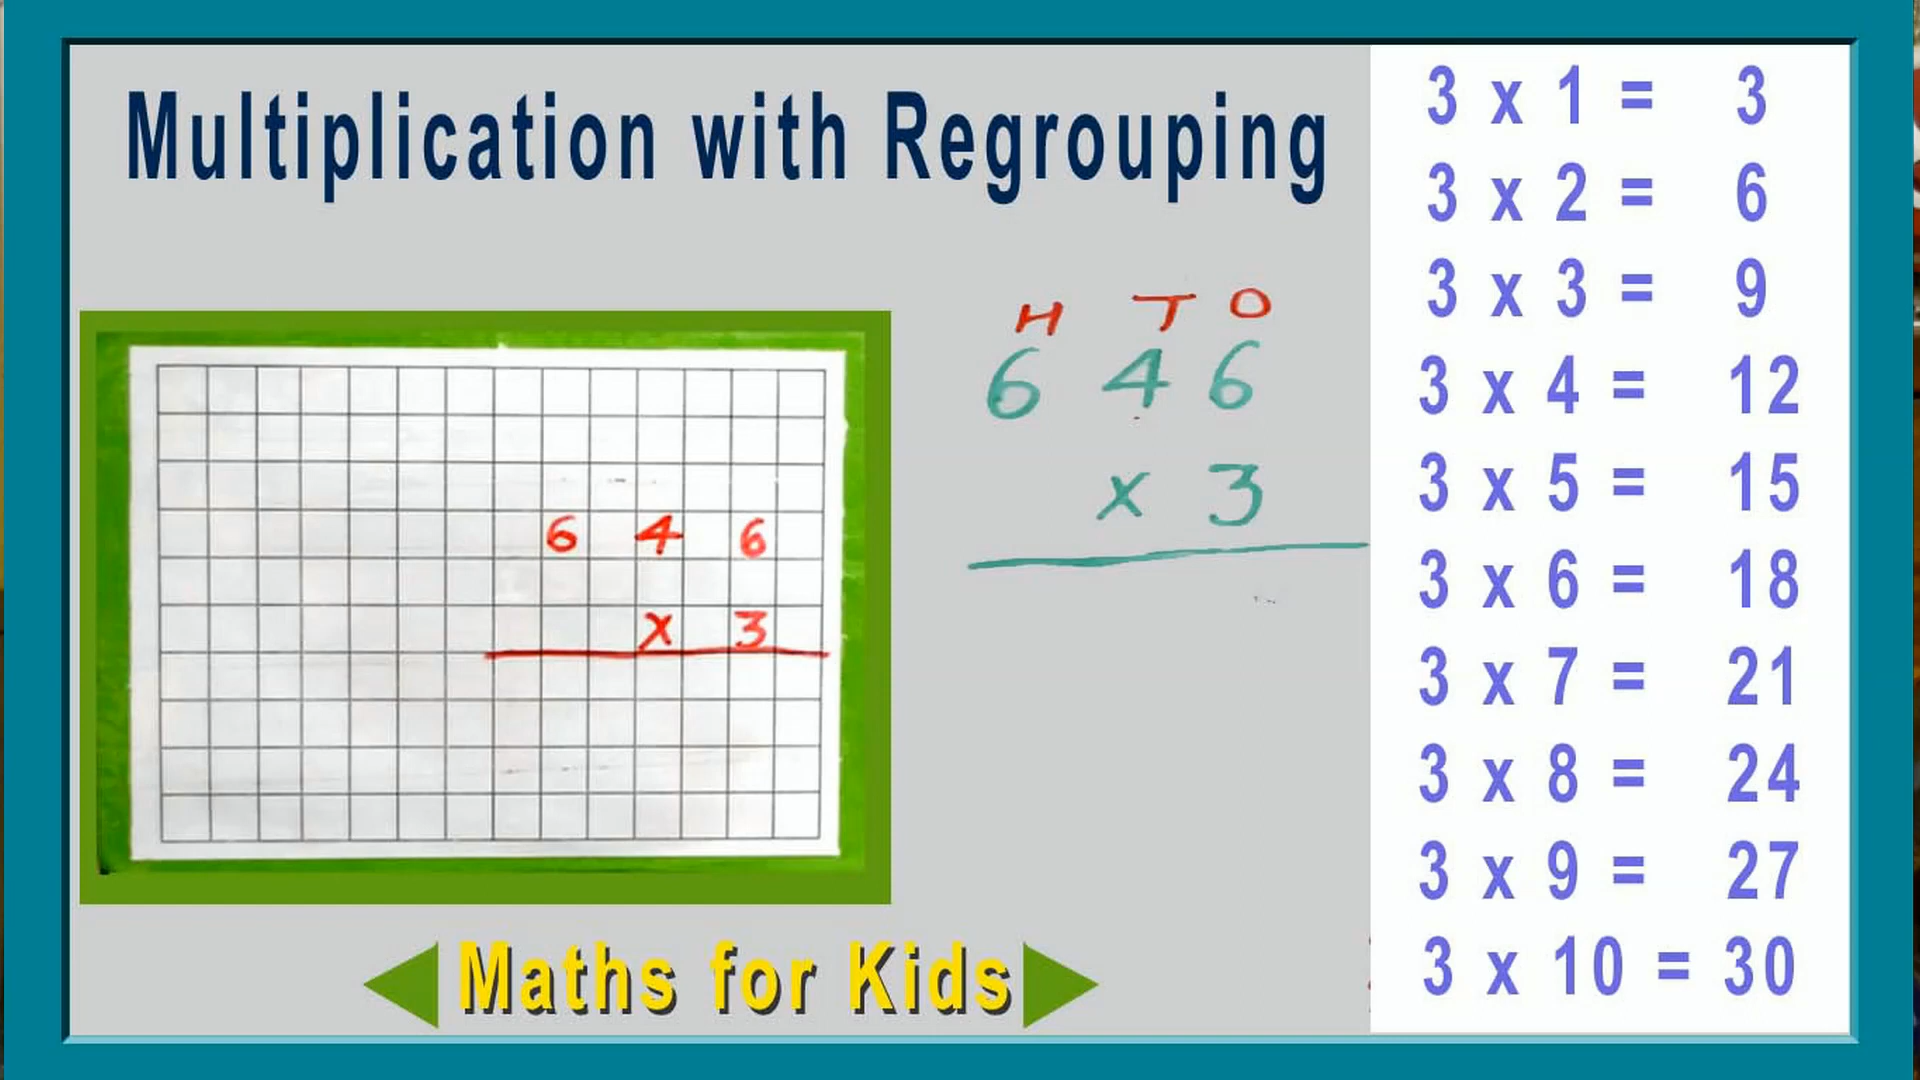 Multiplication with Regrouping
6 4 6
x 3
H T O
6 4 6
x 3
3 x 1 = 3
3 x 2 = 6
3 x 3 = 9
3 x 4 = 12
3 x 5 = 15
3 x 6 = 18
3 x 7 = 21
3 x 8 = 24
3 x 9 = 27
3 x 10 = 30
Maths for Kids